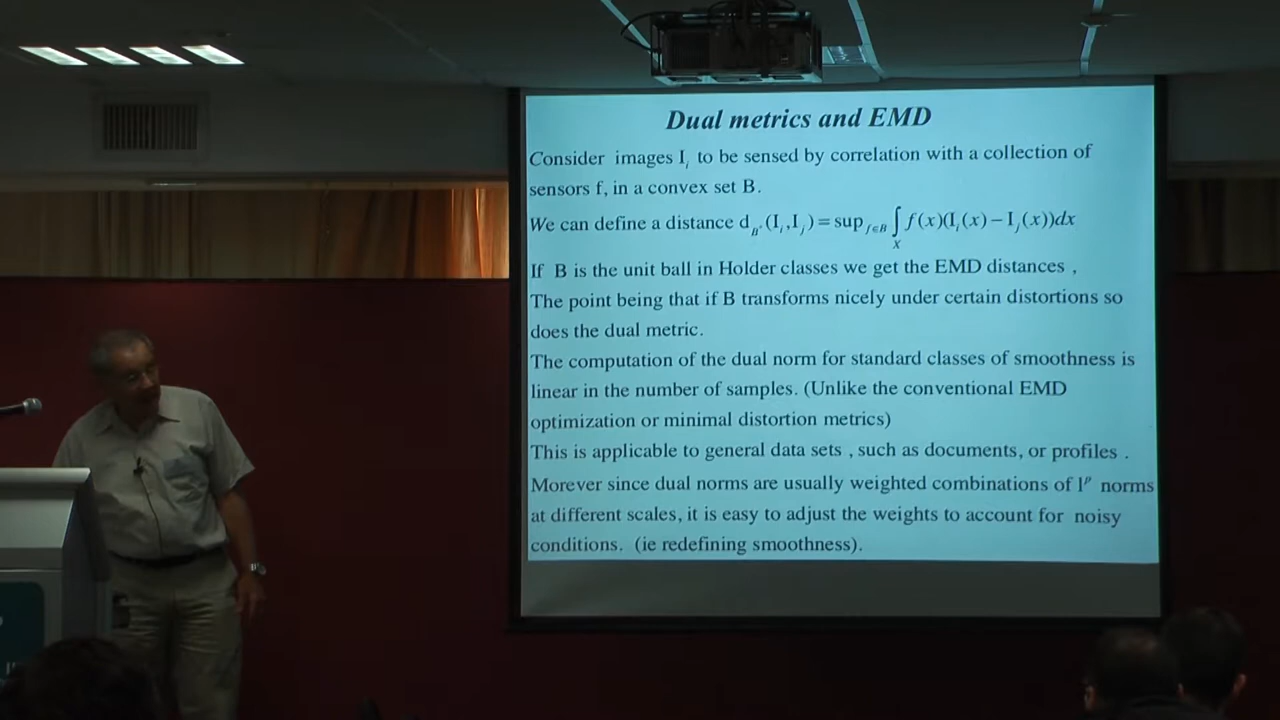 Dual metrics and EMD
Consider images I_i to be sensed by correlation with a collection of
sensors f, in a convex set B.
We can define a distance d_{B*}(I_i,I_j) = sup_{f∈B} ∫_X f(x)(I_i(x) − I_j(x))dx
If B is the unit ball in Holder classes we get the EMD distances ,
The point being that if B transforms nicely under certain distortions so
does the dual metric.
The computation of the dual norm for standard classes of smoothness is
linear in the number of samples. (Unlike the conventional EMD
optimization or minimal distortion metrics)
This is applicable to general data sets , such as documents, or profiles .
Morever since dual norms are usually weighted combinations of l^p norms
at different scales, it is easy to adjust the weights to account for noisy
conditions. (ie redefining smoothness).